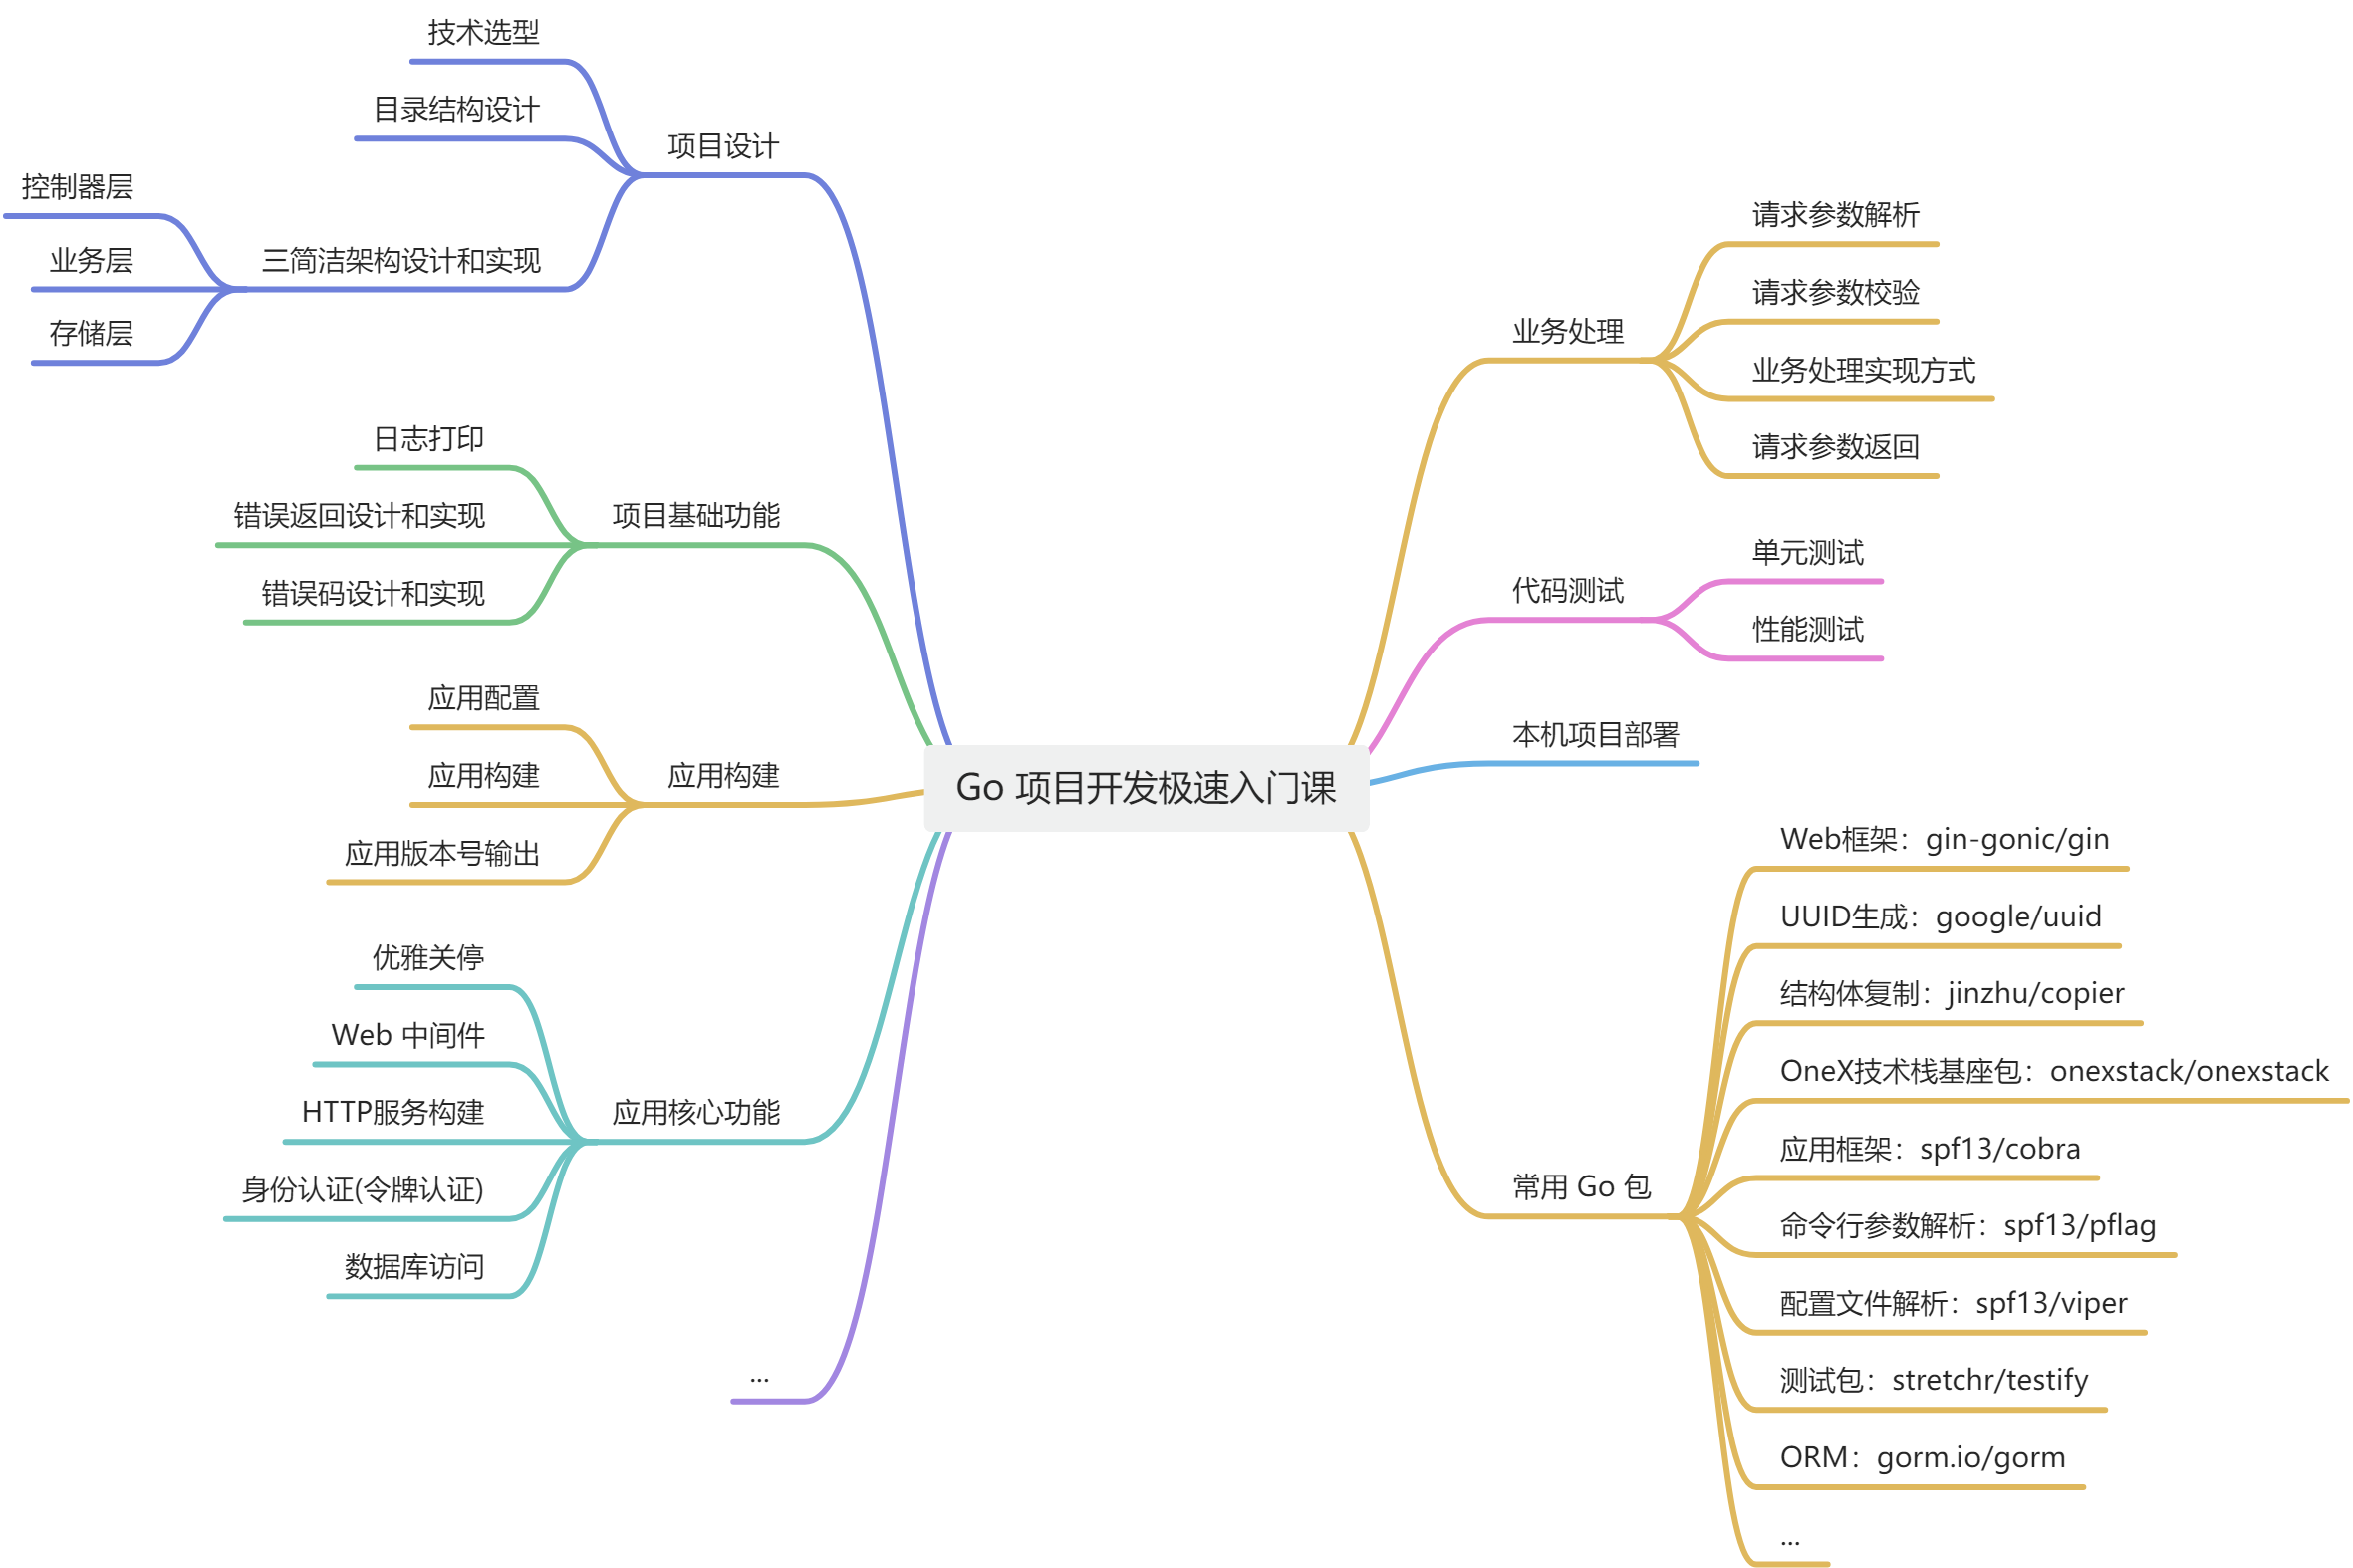 Go 项目开发极速入门课
项目设计
技术选型
目录结构设计
三简洁架构设计和实现
控制器层
业务层
存储层
项目基础功能
日志打印
错误返回设计和实现
错误码设计和实现
应用构建
应用配置
应用构建
应用版本号输出
应用核心功能
优雅关停
Web 中间件
HTTP服务构建
身份认证(令牌认证)
数据库访问
...
业务处理
请求参数解析
请求参数校验
业务处理实现方式
请求参数返回
代码测试
单元测试
性能测试
本机项目部署
常用 Go 包
Web框架：gin-gonic/gin
UUID生成：google/uuid
结构体复制：jinzhu/copier
OneX技术栈基座包：onexstack/onexstack
应用框架：spf13/cobra
命令行参数解析：spf13/pflag
配置文件解析：spf13/viper
测试包：stretchr/testify
ORM：gorm.io/gorm
...